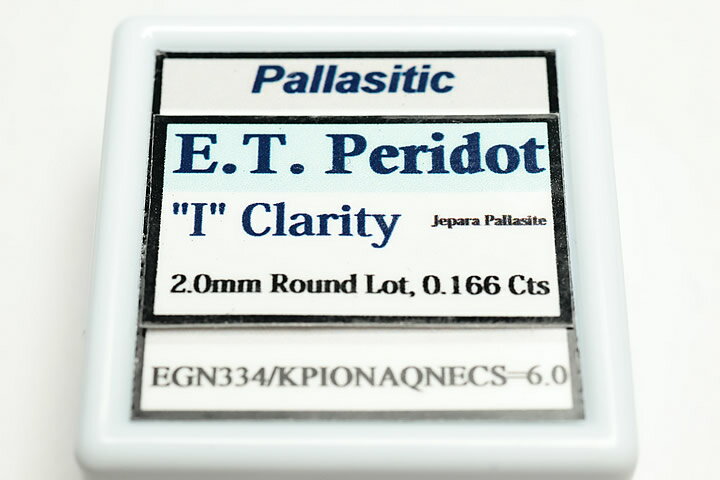 Pallasitic
E.T. Peridot
"I" Clarity Jepara Pallasite
2.0mm Round Lot, 0.166 Cts
EGN334/KPIONAQNECS=6.0